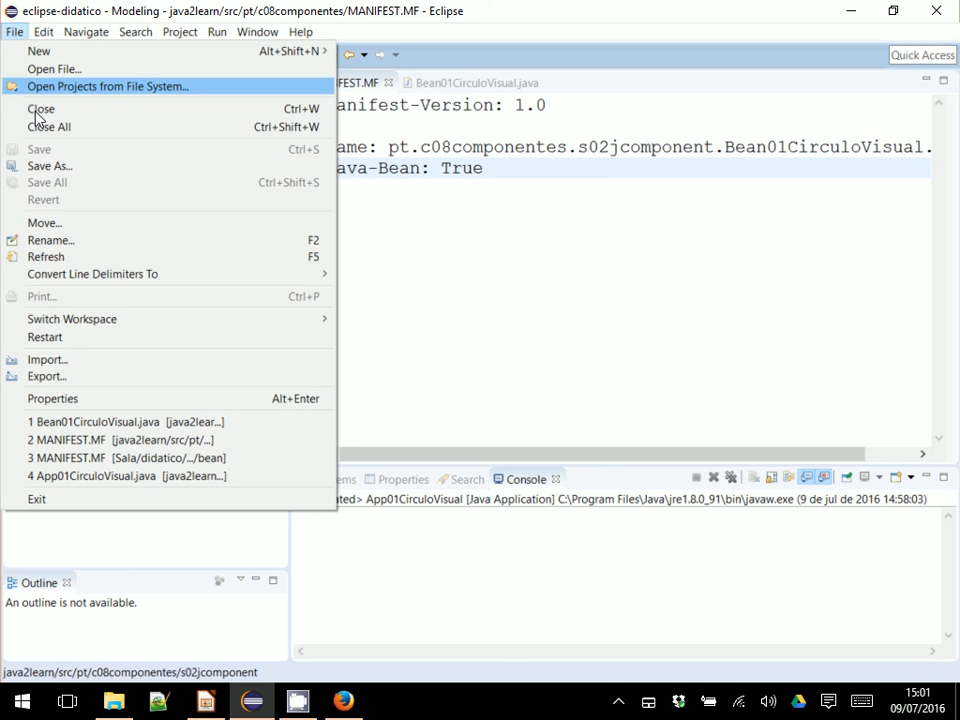 eclipse-didatico - Modeling - java2learn/src/pt/c08componentes/MANIFEST.MF - Eclipse
File Edit Navigate Search Project Run Window Help
New Alt+Shift+N
Open File...
Open Projects from File System...
Close Ctrl+W
Close All Ctrl+Shift+W
Save Ctrl+S
Save As...
Save All Ctrl+Shift+S
Revert
Move...
Rename... F2
Refresh F5
Convert Line Delimiters To
Print... Ctrl+P
Switch Workspace
Restart
Import...
Export...
Properties Alt+Enter
1 Bean01CirculoVisual.java [java2lear...]
2 MANIFEST.MF [java2learn/src/pt/...]
3 MANIFEST.MF [Sala/didatico/.../bean]
4 App01CirculoVisual.java [java2learn...]
Exit
Quick Access
FEST.MF Bean01CirculoVisual.java
anifest-Version: 1.0
ame: pt.c08componentes.s02jcomponent.Bean01CirculoVisual.
ava-Bean: True
ems Properties Search Console
ated> App01CirculoVisual [Java Application] C:\Program Files\Java\jre1.8.0_91\bin\javaw.exe (9 de jul de 2016 14:58:03)
Outline
An outline is not available.
java2learn/src/pt/c08componentes/s02jcomponent
15:01
09/07/2016